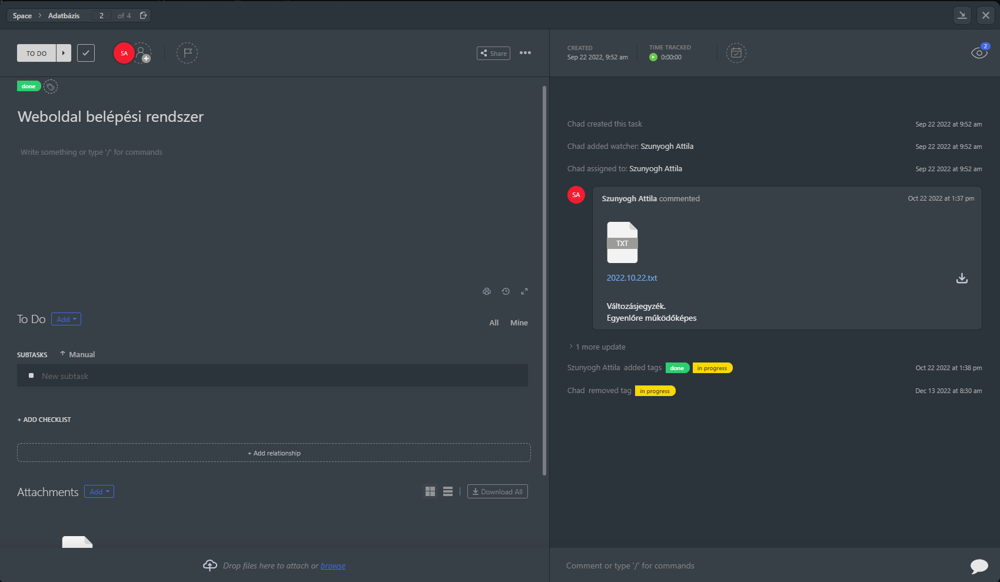 Space > Adatbázis 2 of 4
TO DO
SA
Share
CREATED
Sep 22 2022, 9:52 am
TIME TRACKED
0:00:00
2
done
Weboldal belépési rendszer
Write something or type '/' for commands
To Do Add
All Mine
SUBTASKS Manual
New subtask
+ ADD CHECKLIST
+ Add relationship
Attachments Add
Download All
Drop files here to attach or browse
Chad created this task Sep 22 2022 at 9:52 am
Chad added watcher: Szunyogh Attila Sep 22 2022 at 9:52 am
Chad assigned to: Szunyogh Attila Sep 22 2022 at 9:52 am
SA
Szunyogh Attila commented Oct 22 2022 at 1:37 pm
TXT
2022.10.22.txt
Változásjegyzék.
Egyenlőre működőképes
1 more update
Szunyogh Attila added tags done in progress Oct 22 2022 at 1:38 pm
Chad removed tag in progress Dec 13 2022 at 8:30 am
Comment or type '/' for commands